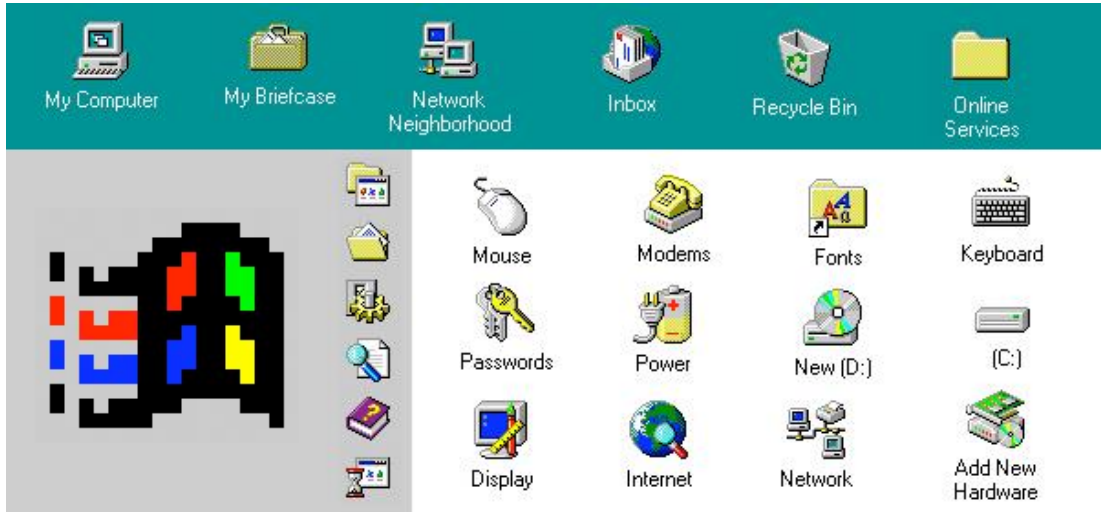 My Computer
My Briefcase
Network
Neighborhood
Inbox
Recycle Bin
Online
Services
Mouse
Modems
Fonts
Keyboard
Passwords
Power
New (D:)
(C:)
Display
Internet
Network
Add New
Hardware